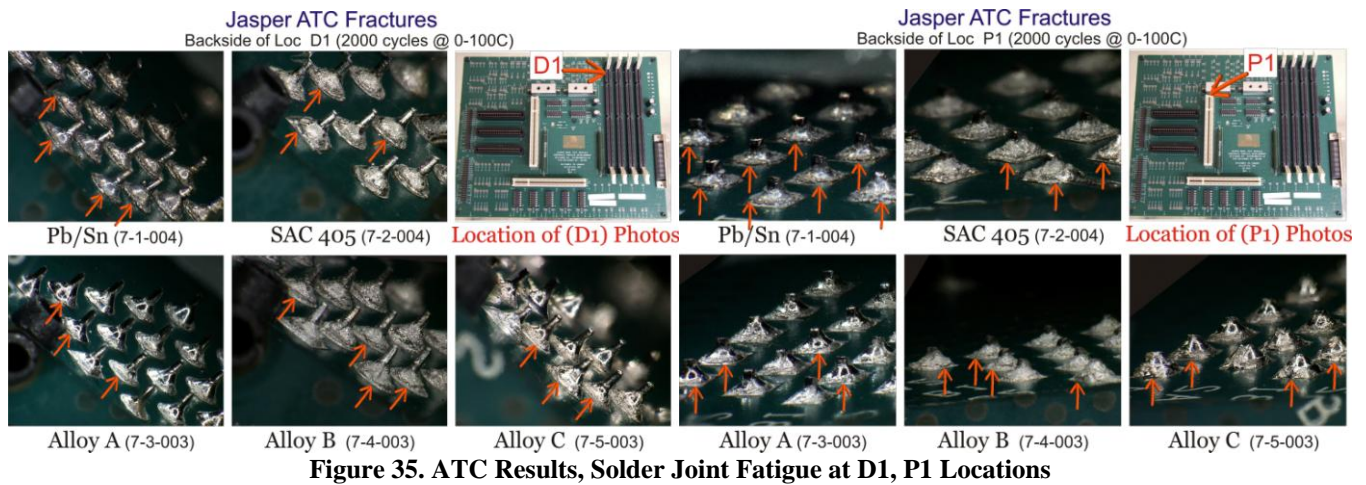 Jasper ATC Fractures
Backside of Loc D1 (2000 cycles @ 0-100C)
D1
Pb/Sn (7-1-004)
SAC 405 (7-2-004)
Location of (D1) Photos
Alloy A (7-3-003)
Alloy B (7-4-003)
Alloy C (7-5-003)
Jasper ATC Fractures
Backside of Loc P1 (2000 cycles @ 0-100C)
P1
Pb/Sn (7-1-004)
SAC 405 (7-2-004)
Location of (P1) Photos
Alloy A (7-3-003)
Alloy B (7-4-003)
Alloy C (7-5-003)
Figure 35. ATC Results, Solder Joint Fatigue at D1, P1 Locations